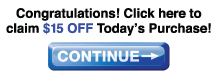 Congratulations! Click here to
claim $15 OFF Today's Purchase!
CONTINUE→